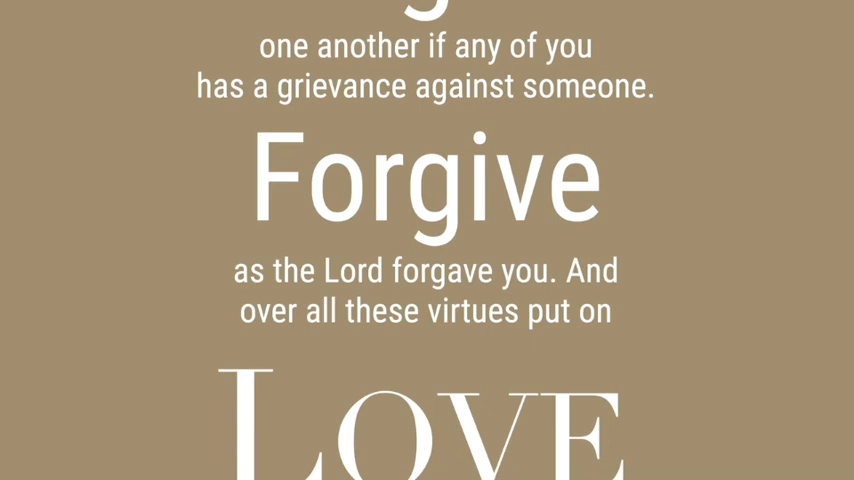 one another if any of you
has a grievance against someone.
Forgive
as the Lord forgave you. And
over all these virtues put on
LOVE